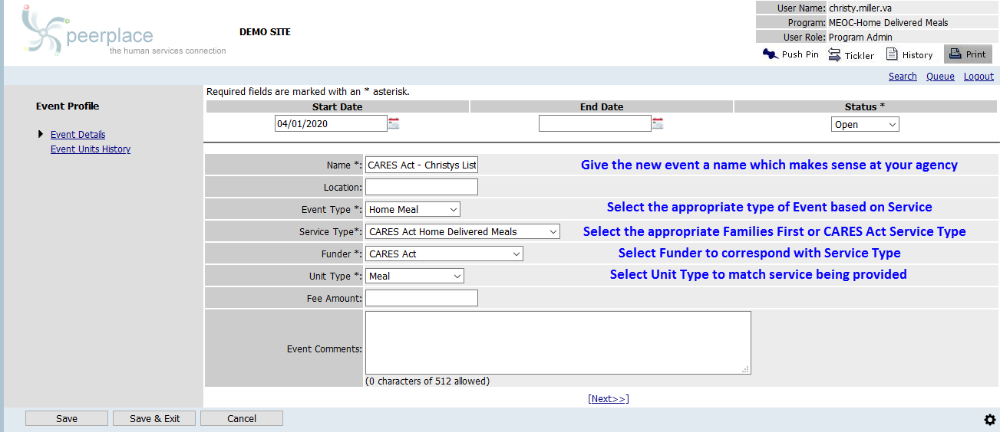 peerplace
the human services connection
DEMO SITE
User Name: christy.miller.va
Program: MEOC-Home Delivered Meals
User Role: Program Admin
Push Pin Tickler History Print
Search Queue Logout
Event Profile
Event Details
Event Units History
Required fields are marked with an * asterisk.
Start Date End Date Status *
04/01/2020 Open
Name *: CARES Act - Christys List Give the new event a name which makes sense at your agency
Location:
Event Type *: Home Meal Select the appropriate type of Event based on Service
Service Type*: CARES Act Home Delivered Meals Select the appropriate Families First or CARES Act Service Type
Funder *: CARES Act Select Funder to correspond with Service Type
Unit Type *: Meal Select Unit Type to match service being provided
Fee Amount:
Event Comments:
(0 characters of 512 allowed)
[Next>>]
Save Save & Exit Cancel